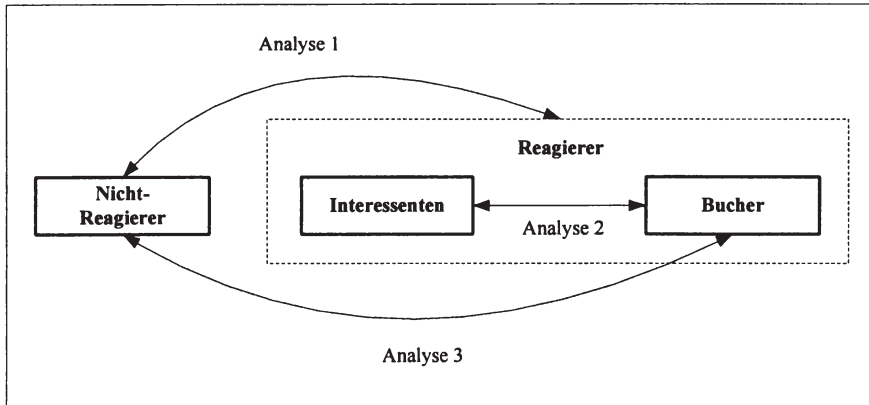 Analyse 1
Reagierer
Nicht-
Reagierer
Interessenten
Bucher
Analyse 2
Analyse 3